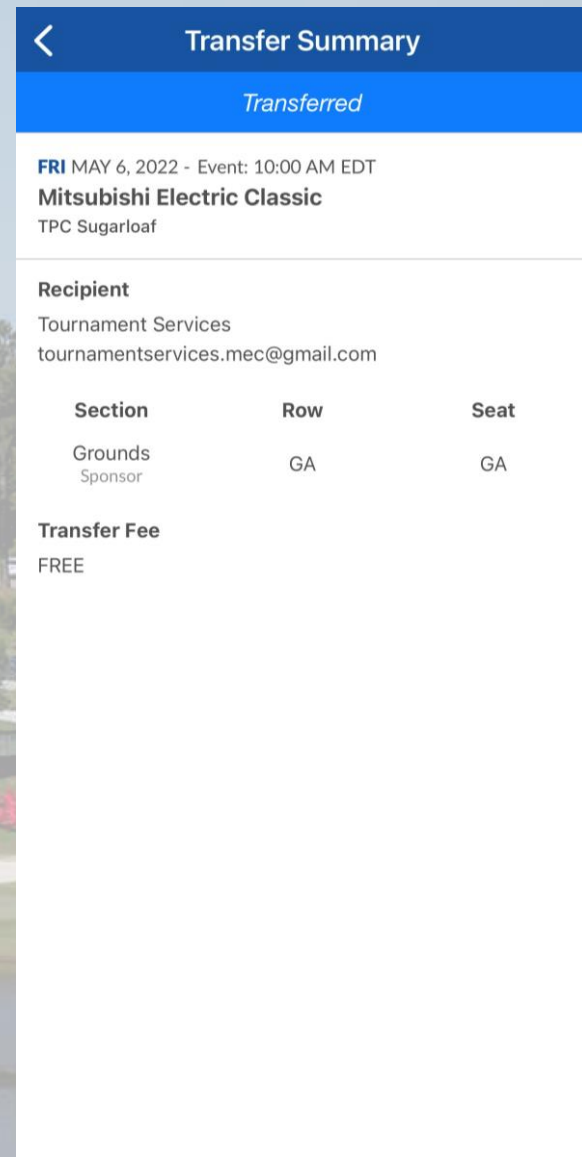 Transfer Summary
Transferred
FRI MAY 6, 2022 - Event: 10:00 AM EDT
Mitsubishi Electric Classic
TPC Sugarloaf
Recipient
Tournament Services
tournamentservices.mec@gmail.com
Section Row Seat
Grounds GA GA
Sponsor
Transfer Fee
FREE